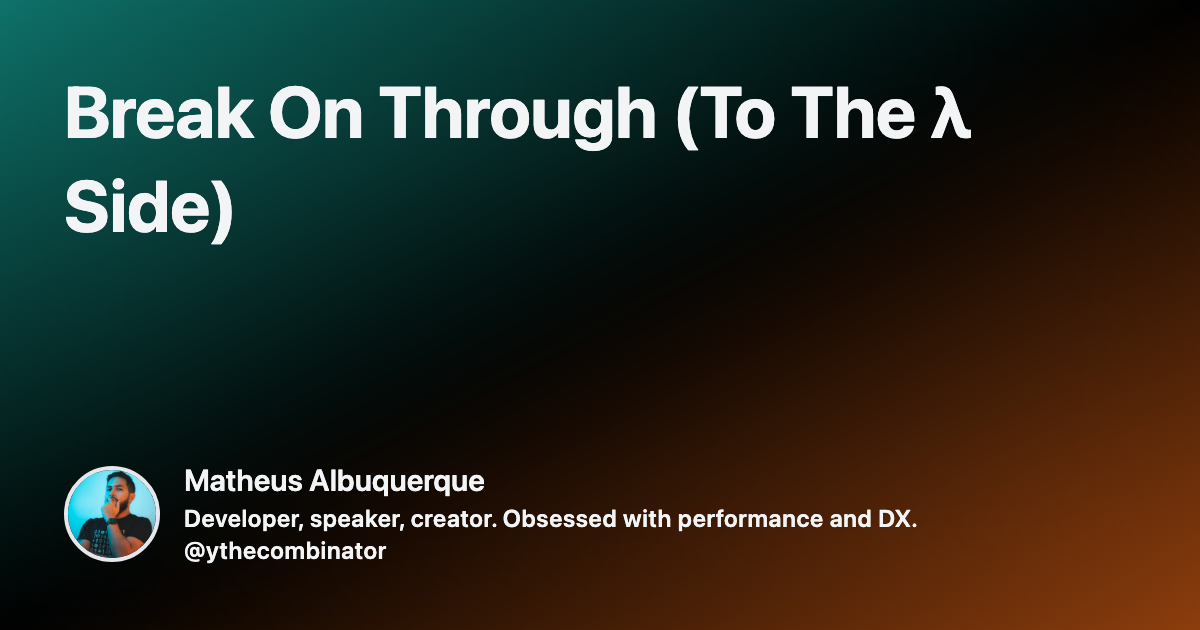 Break On Through (To The λ
Side)
Matheus Albuquerque
Developer, speaker, creator. Obsessed with performance and DX.
@ythecombinator